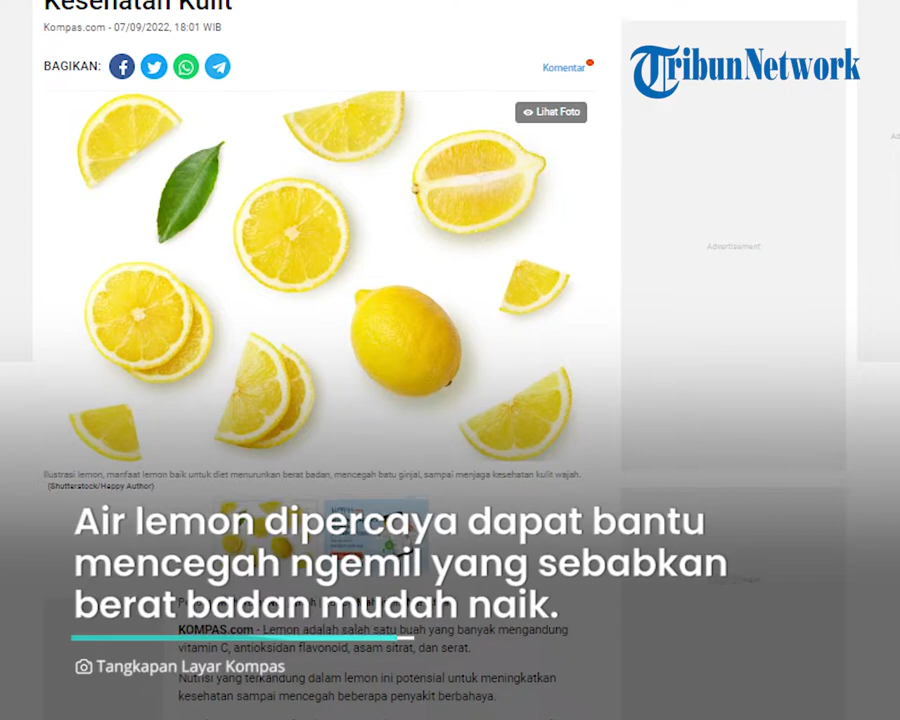 Kesehatan Kulit
Kompas.com - 07/09/2022, 18:01 WIB
BAGIKAN:
Komentar
TribunNetwork
Lihat Foto
Advertisement
Ilustrasi lemon, manfaat lemon baik untuk diet menurunkan berat badan, mencegah batu ginjal, sampai menjaga kesehatan kulit wajah.
(Shutterstock/Happy Author)
Air lemon dipercaya dapat bantu
mencegah ngemil yang sebabkan
berat badan mudah naik.
KOMPAS.com - Lemon adalah salah satu buah yang banyak mengandung
vitamin C, antioksidan flavonoid, asam sitrat, dan serat.
Tangkapan Layar Kompas
Nutrisi yang terkandung dalam lemon ini potensial untuk meningkatkan
kesehatan sampai mencegah beberapa penyakit berbahaya.